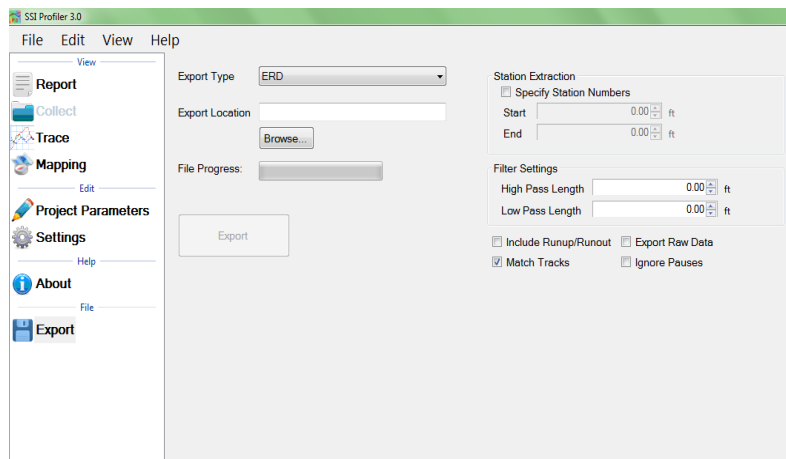 SSI Profiler 3.0
File Edit View Help
View
Report
Collect
Trace
Mapping
Edit
Project Parameters
Settings
Help
About
File
Export
Export Type ERD
Export Location
Browse...
File Progress:
Export
Station Extraction
Specify Station Numbers
Start 0.00 ft
End 0.00 ft
Filter Settings
High Pass Length 0.00 ft
Low Pass Length 0.00 ft
Include Runup/Runout Export Raw Data
Match Tracks Ignore Pauses